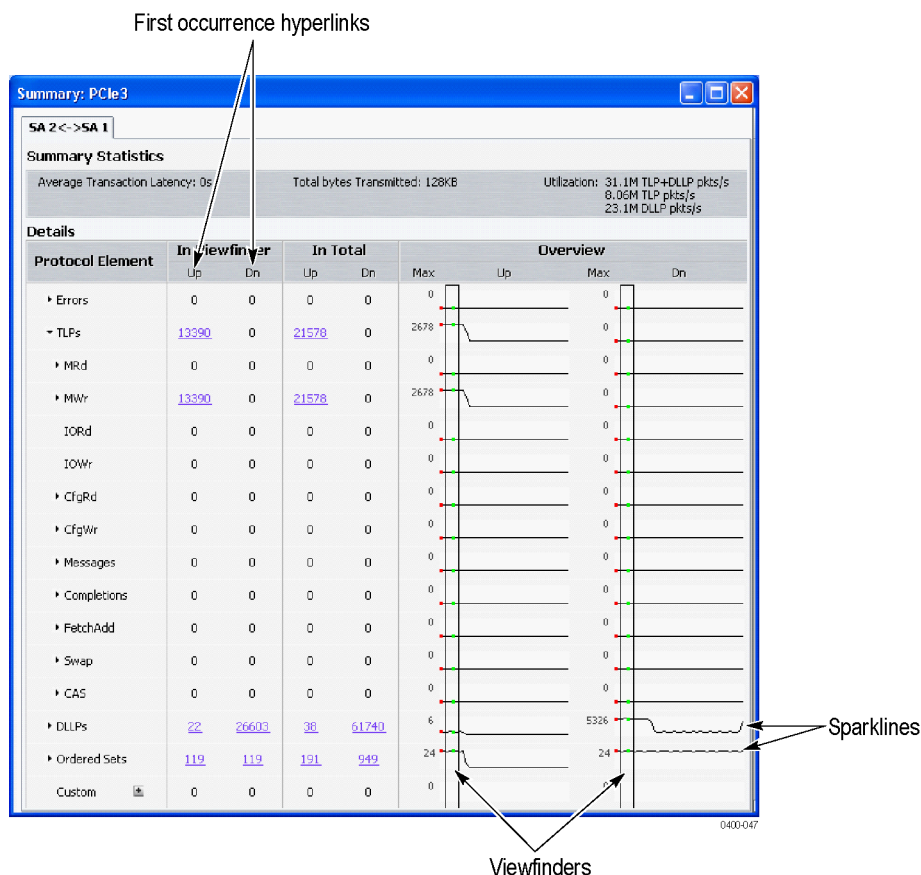 First occurrence hyperlinks
Summary: PCIe3
SA 2<->SA 1
Summary Statistics
Average Transaction Latency: 0s Total bytes Transmitted: 128KB Utilization: 31.1M TLP+DLLP pkts/s
8.06M TLP pkts/s
23.1M DLLP pkts/s
Details
Protocol Element In Viewfinder In Total Overview
Up Dn Up Dn Max Up Max Dn
Errors 0 0 0 0 0 0
TLPs 13390 0 21578 0 2678 0
MRd 0 0 0 0 0 0
MWr 13390 0 21578 0 2678 0
IORd 0 0 0 0 0 0
IOWr 0 0 0 0 0 0
CfgRd 0 0 0 0 0 0
CfgWr 0 0 0 0 0 0
Messages 0 0 0 0 0 0
Completions 0 0 0 0 0 0
FetchAdd 0 0 0 0 0 0
Swap 0 0 0 0 0 0
CAS 0 0 0 0 0 0
DLLPs 22 26603 38 61740 6 5326
Sparklines
Ordered Sets 119 119 191 949 24 24
Custom 0 0 0 0 0 0
0400-047
Viewfinders